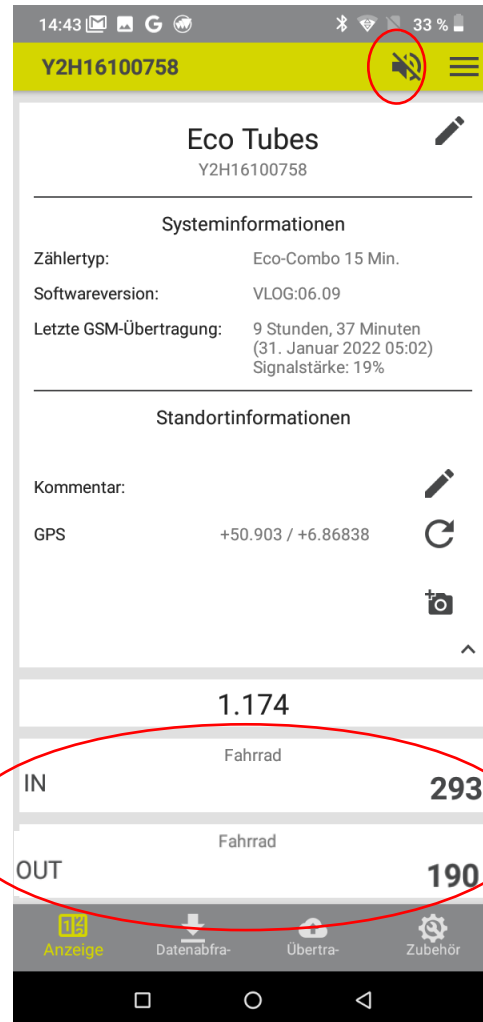 14:43 M G 33 %
Y2H16100758
Eco Tubes
Y2H16100758
Systeminformationen
Zählertyp: Eco-Combo 15 Min.
Softwareversion: VLOG:06.09
Letzte GSM-Übertragung: 9 Stunden, 37 Minuten
(31. Januar 2022 05:02)
Signalstärke: 19%
Standortinformationen
Kommentar:
GPS +50.903 / +6.86838
1.174
Fahrrad
IN 293
Fahrrad
OUT 190
Anzeige Datenabfra- Übertra- Zubehör